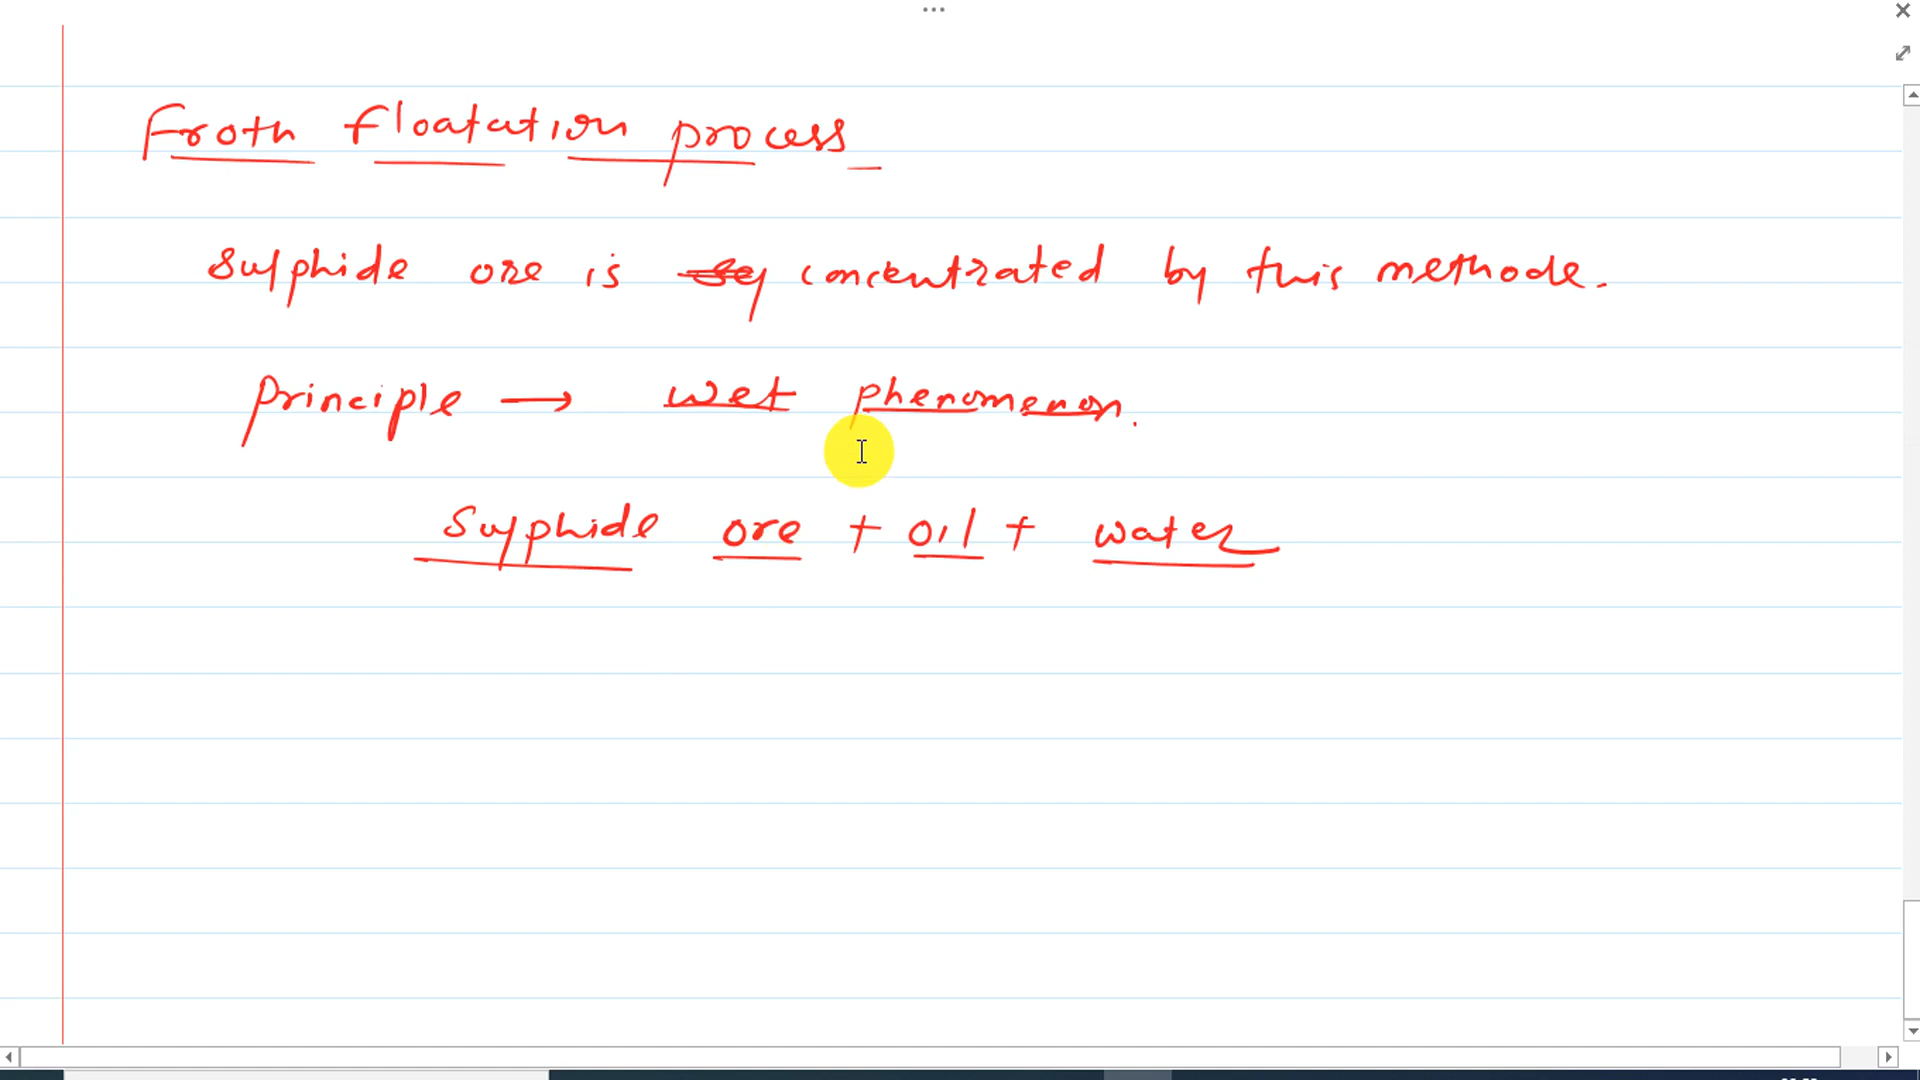 Froth floatation process
Sulphide ore is concentrated by this methode.
Principle → wet phenomenon.
Sulphide ore + oil + water